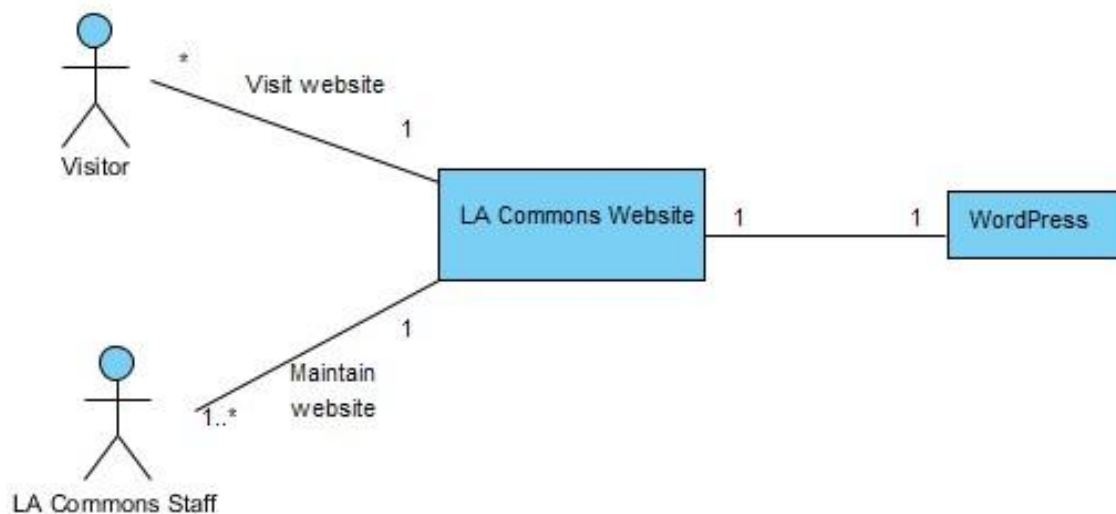 *
Visit website
1
Visitor
LA Commons Website
1
1
WordPress
1
Maintain
website
1..*
LA Commons Staff